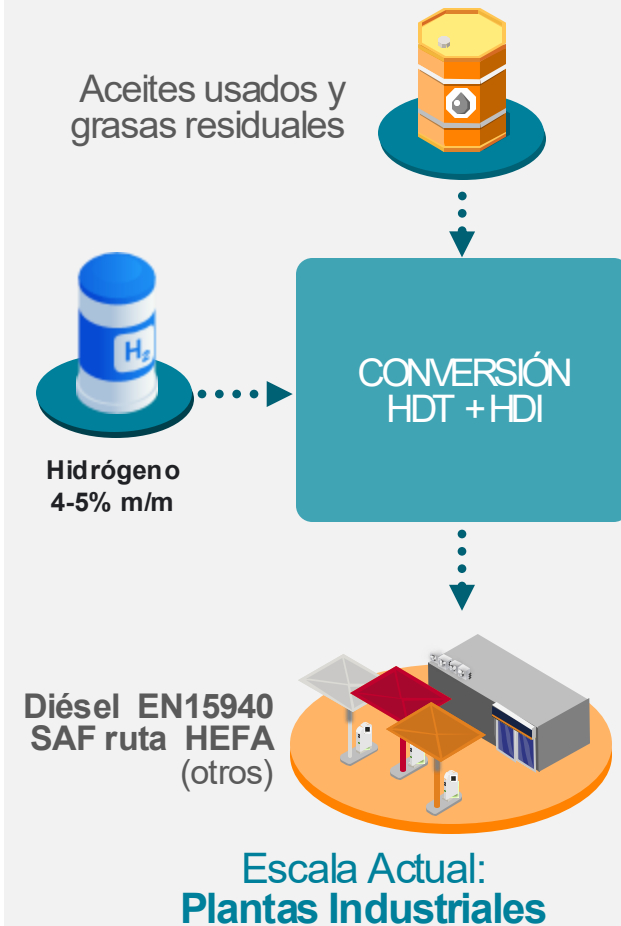 Aceites usados y
grasas residuales
H₂
CONVERSIÓN
HDT + HDI
Hidrógeno
4-5% m/m
Diésel EN15940
SAF ruta HEFA
(otros)
Escala Actual:
Plantas Industriales